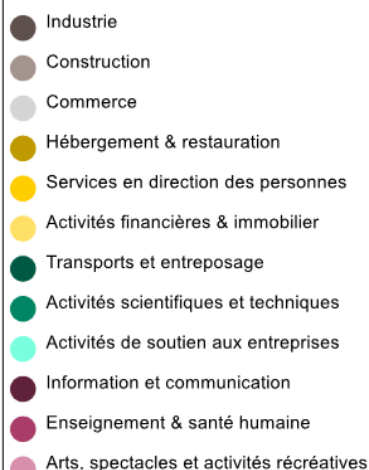 Industrie
Construction
Commerce
Hébergement & restauration
Services en direction des personnes
Activités financières & immobilier
Transports et entreposage
Activités scientifiques et techniques
Activités de soutien aux entreprises
Information et communication
Enseignement & santé humaine
Arts, spectacles et activités récréatives